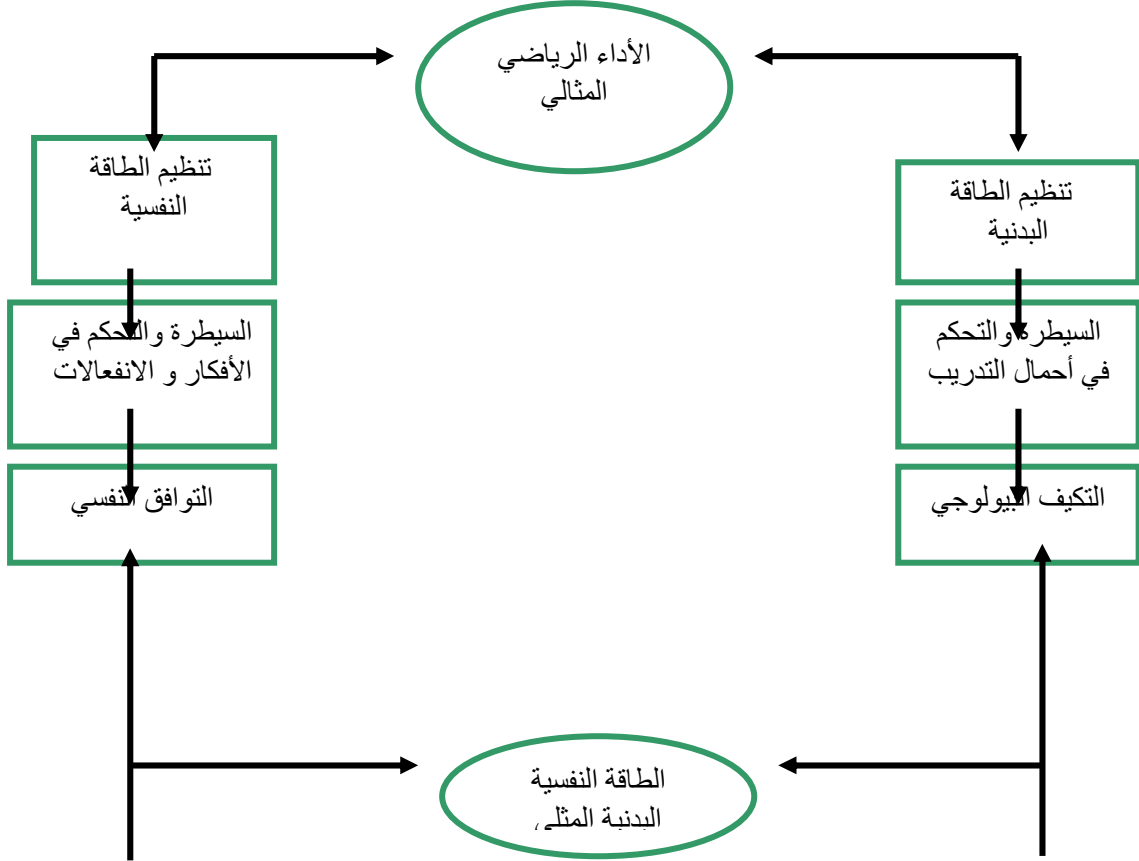 الأداء الرياضي
المثالي
تنظيم الطاقة
البدنية
تنظيم الطاقة
النفسية
السيطرة والتحكم
في أحمال التدريب
السيطرة والتحكم في
الأفكار و الانفعالات
التكيف البيولوجي
التوافق النفسي
الطاقة النفسية
البدنية المثلى